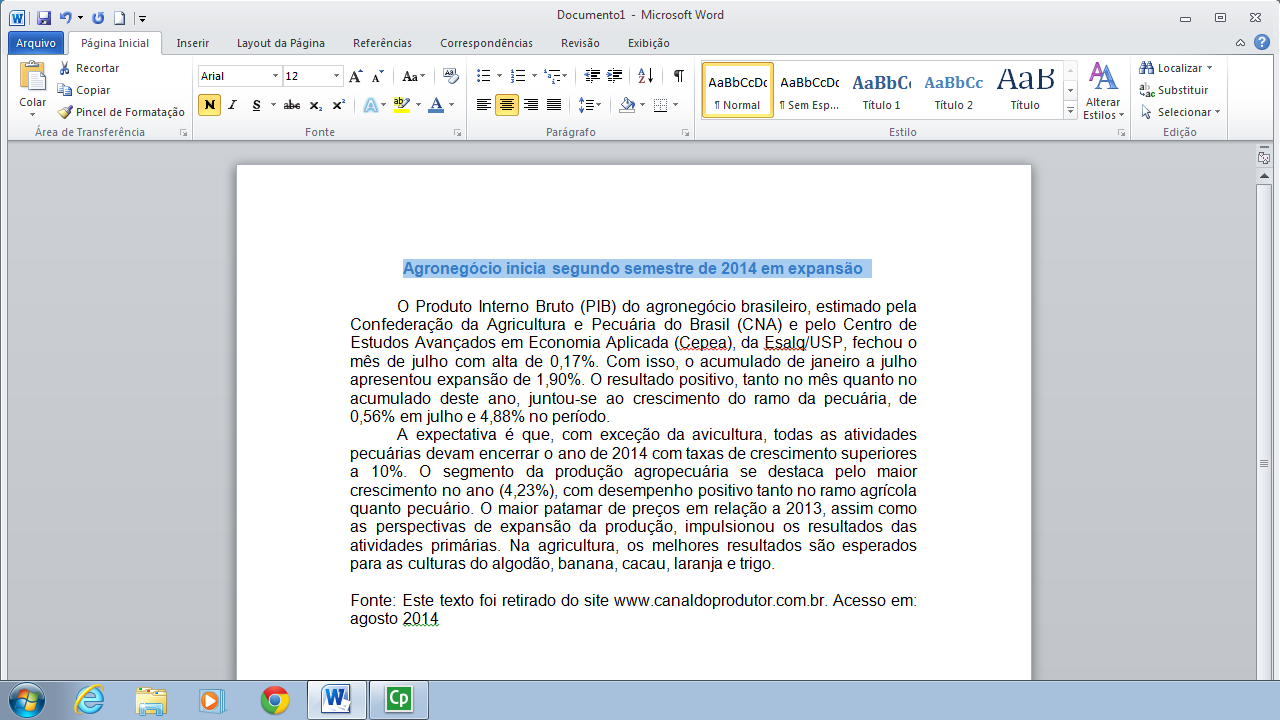 Documento1 - Microsoft Word
Arquivo Página Inicial Inserir Layout da Página Referências Correspondências Revisão Exibição
Colar
Recortar
Copiar
Pincel de Formatação
Área de Transferência
Arial 12
N I S abc x₂ x² Aa
Fonte
Parágrafo
AaBbCcDc AaBbCcDc AaBbCc AaBbCc AaB
¶ Normal ¶ Sem Esp... Título 1 Título 2 Título
Alterar
Estilos
Estilo
Localizar
Substituir
Selecionar
Edição
Agronegócio inicia segundo semestre de 2014 em expansão
O Produto Interno Bruto (PIB) do agronegócio brasileiro, estimado pela
Confederação da Agricultura e Pecuária do Brasil (CNA) e pelo Centro de
Estudos Avançados em Economia Aplicada (Cepea), da Esalq/USP, fechou o
mês de julho com alta de 0,17%. Com isso, o acumulado de janeiro a julho
apresentou expansão de 1,90%. O resultado positivo, tanto no mês quanto no
acumulado deste ano, juntou-se ao crescimento do ramo da pecuária, de
0,56% em julho e 4,88% no período.
A expectativa é que, com exceção da avicultura, todas as atividades
pecuárias devam encerrar o ano de 2014 com taxas de crescimento superiores
a 10%. O segmento da produção agropecuária se destaca pelo maior
crescimento no ano (4,23%), com desempenho positivo tanto no ramo agrícola
quanto pecuário. O maior patamar de preços em relação a 2013, assim como
as perspectivas de expansão da produção, impulsionou os resultados das
atividades primárias. Na agricultura, os melhores resultados são esperados
para as culturas do algodão, banana, cacau, laranja e trigo.
Fonte: Este texto foi retirado do site www.canaldoprodutor.com.br. Acesso em:
agosto 2014
Cp